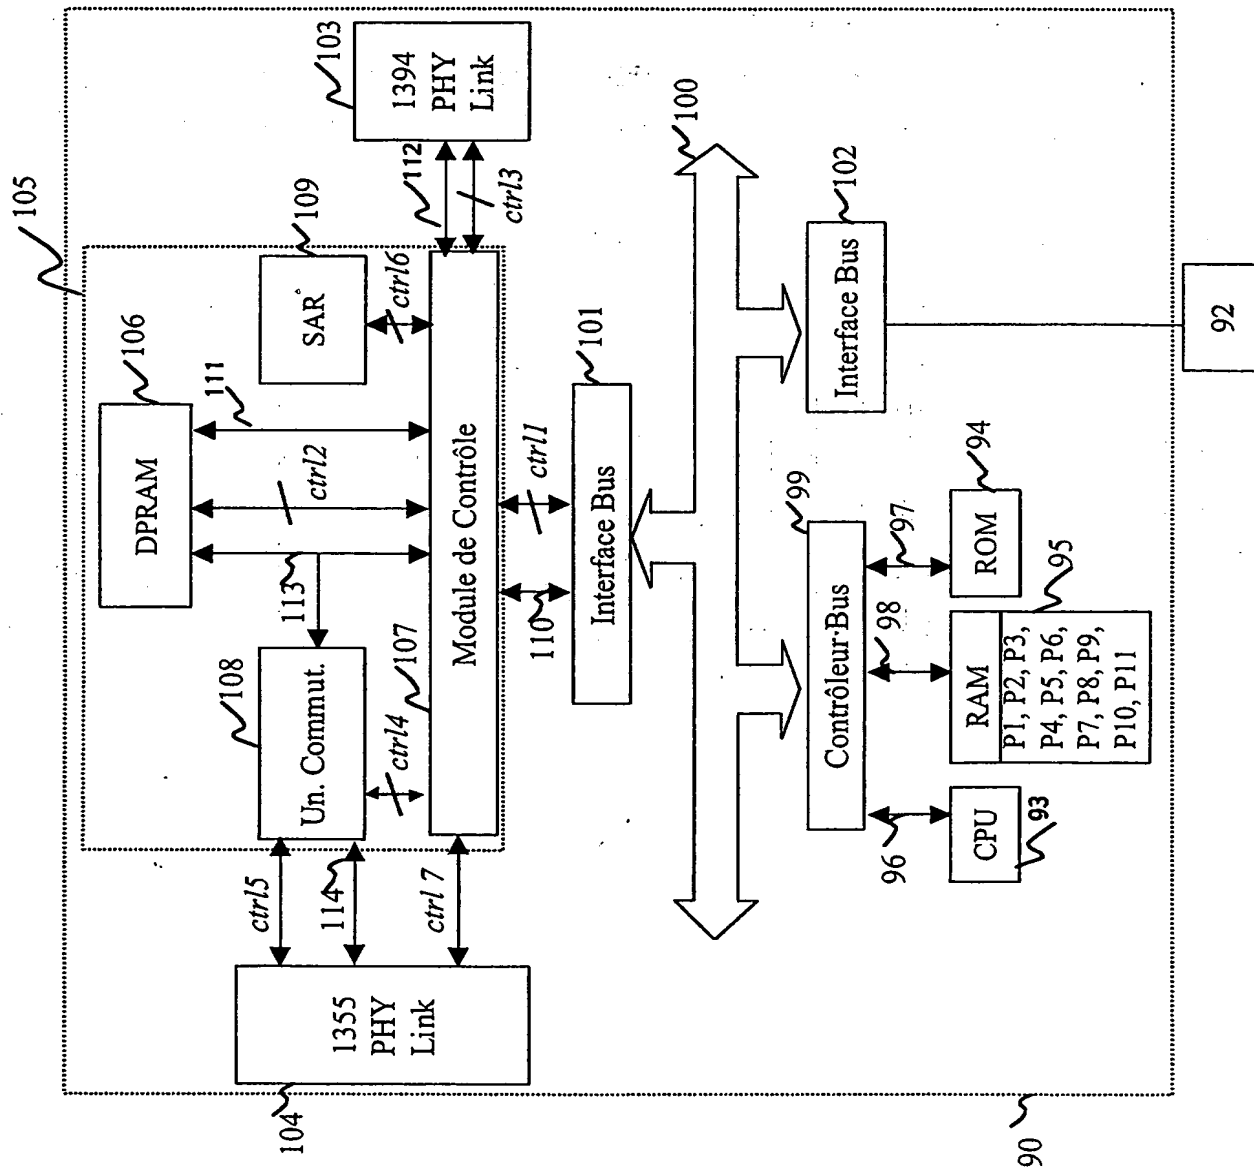 105
103
1394
PHY
Link
112
ctrl3
109
SAR
ctrl6
106
DPRAM
111
ctrl2
113
108
Un. Commut.
ctrl4
107
Module de Contrôle
ctrl5
114
ctrl 7
1355
PHY
Link
104
110
ctrl1
101
Interface Bus
100
102
Interface Bus
92
99
Contrôleur Bus
97
98
96
94
ROM
95
RAM
P1, P2, P3,
P4, P5, P6,
P7, P8, P9,
P10, P11
CPU
93
90